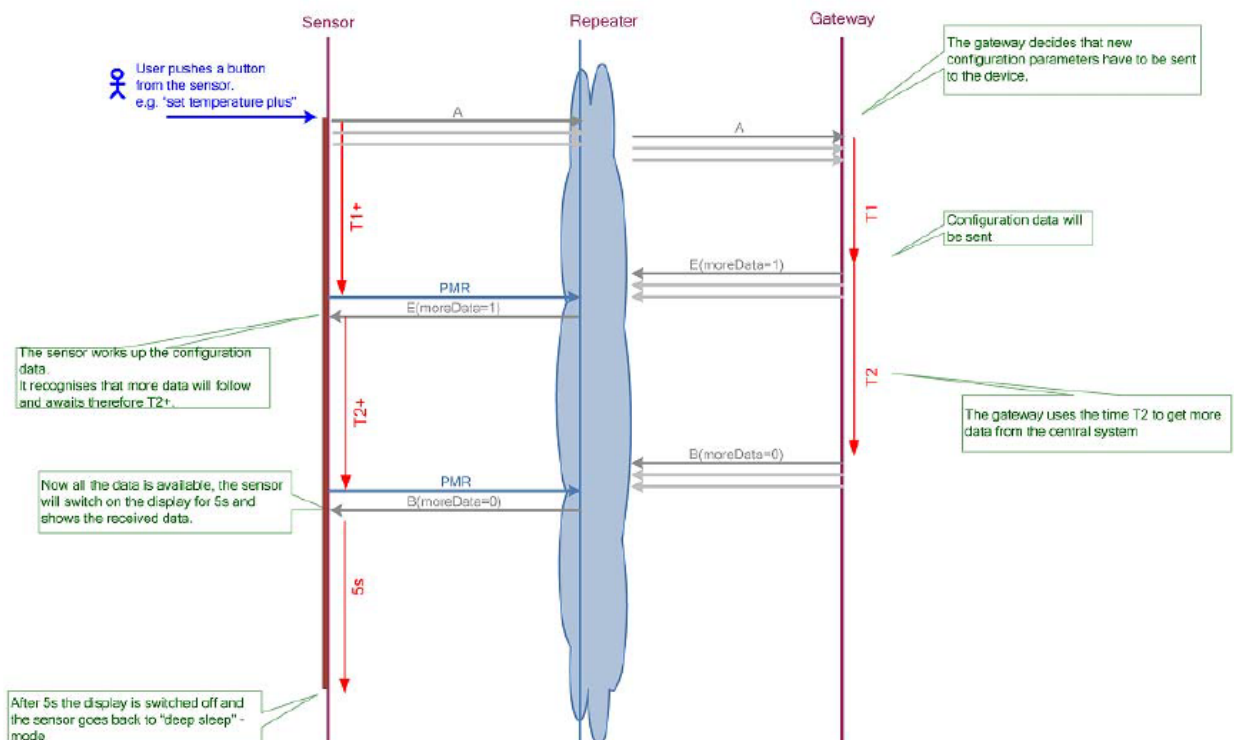 Sensor
Repeater
Gateway
The gateway decides that new
configuration parameters have to be sent
to the device.
User pushes a button
from the sensor.
e.g. "set temperature plus"
A
A
T1+
T1
Configuration data will
be sent
E(moreData=1)
PMR
E(moreData=1)
The sensor works up the configuration
data.
It recognises that more data will follow
and awaits therefore T2+.
T2+
T2
The gateway uses the time T2 to get more
data from the central system
B(moreData=0)
Now all the data is available, the sensor
will switch on the display for 5s and
shows the received data.
PMR
B(moreData=0)
5s
After 5s the display is switched off and
the sensor goes back to "deep sleep" -
mode